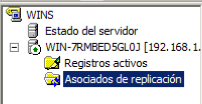 WINS
Estado del servidor
WIN-7RMBED5GL0J [192.168.1.
Registros activos
Asociados de replicación